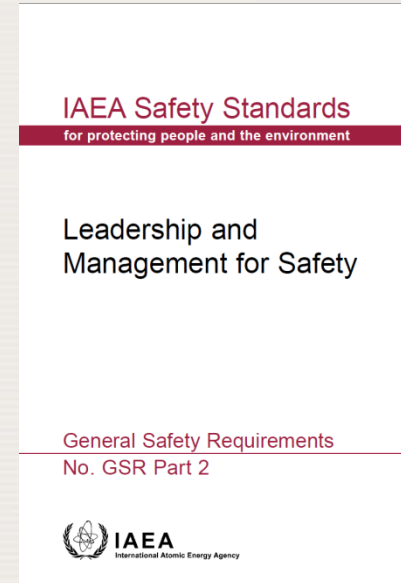 IAEA Safety Standards
for protecting people and the environment
Leadership and
Management for Safety
General Safety Requirements
No. GSR Part 2
IAEA
International Atomic Energy Agency